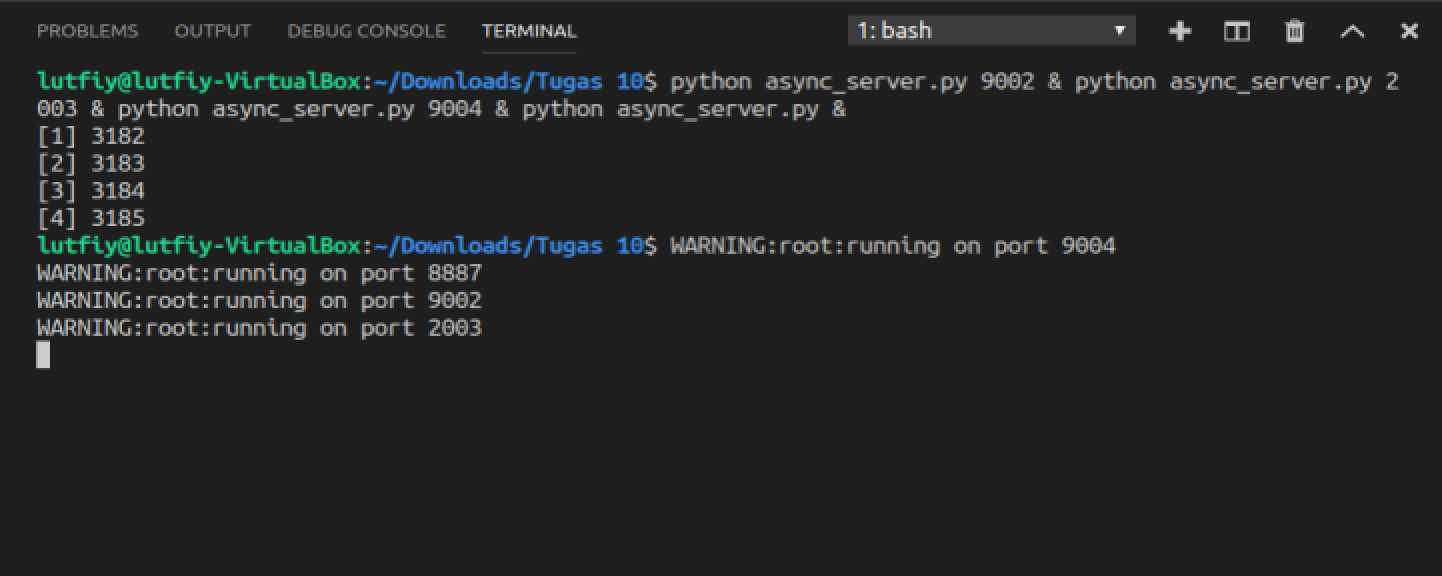 PROBLEMS OUTPUT DEBUG CONSOLE TERMINAL 1: bash
lutfiy@lutfiy-VirtualBox:~/Downloads/Tugas 10$ python async_server.py 9002 & python async_server.py 2
003 & python async_server.py 9004 & python async_server.py &
[1] 3182
[2] 3183
[3] 3184
[4] 3185
lutfiy@lutfiy-VirtualBox:~/Downloads/Tugas 10$ WARNING:root:running on port 9004
WARNING:root:running on port 8887
WARNING:root:running on port 9002
WARNING:root:running on port 2003